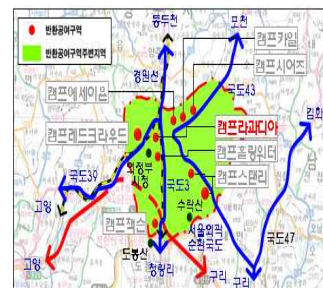 반환공여구역
반환공여구역주변지역
동두천
포천
캠프카일
경원선
캠프시어즈
캠프에세이욘
국도43
김화
캠프레드크라우드
캠프라과디아
의정부
시청
캠프홀링워터
국도39
국도3
캠프스탠리
고양
수락산
캠프잭슨
서울외곽
순환국도
국도47
도봉산
고양
청량리
구리
구리